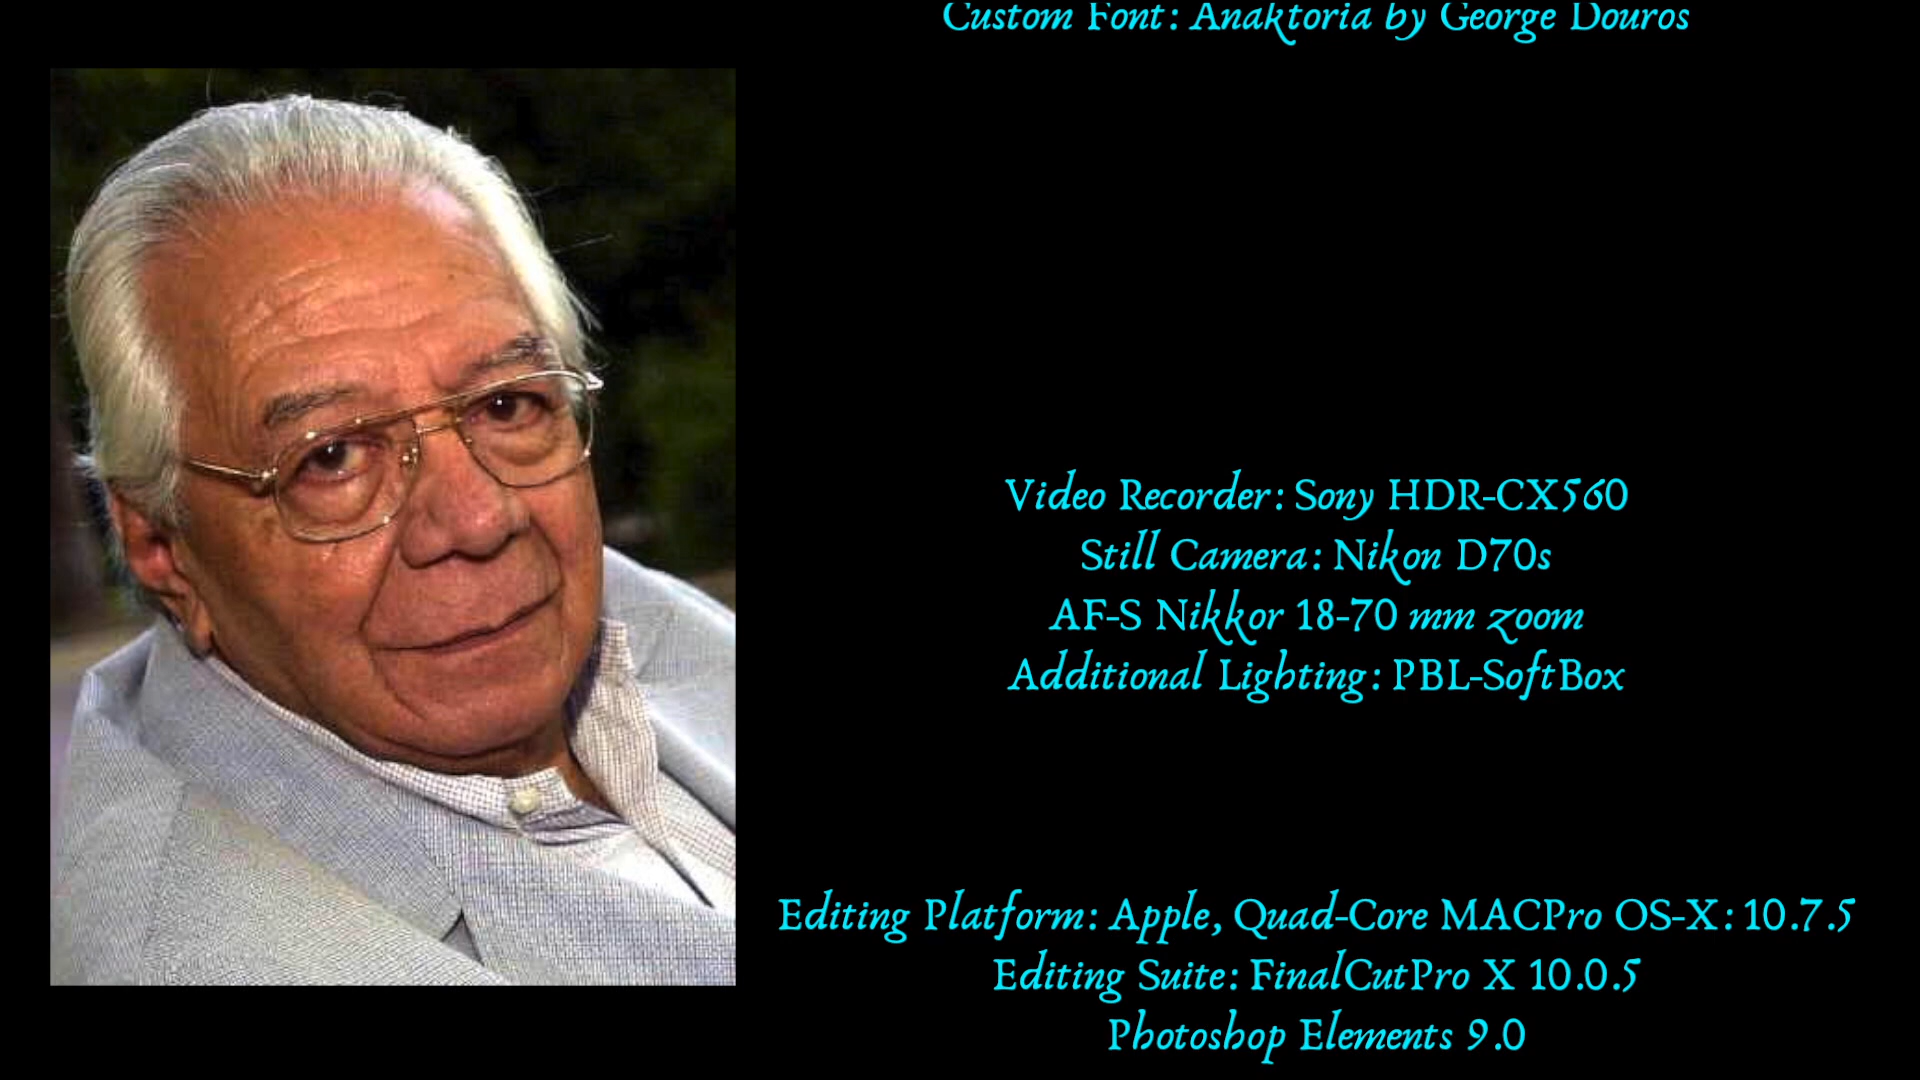 Custom Font: Anaktoria by George Douros
Video Recorder: Sony HDR-CX560
Still Camera: Nikon D70s
AF-S Nikkor 18-70 mm zoom
Additional Lighting: PBL-SoftBox
Editing Platform: Apple, Quad-Core MACPro OS-X: 10.7.5
Editing Suite: FinalCutPro X 10.0.5
Photoshop Elements 9.0